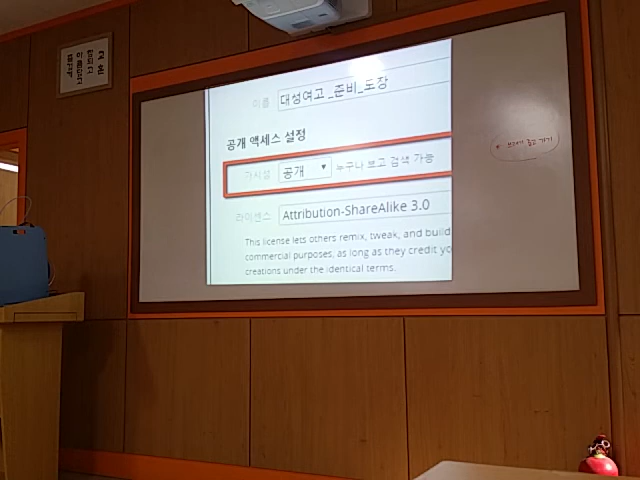 이름 대성여고_준비_도장
공개 액세스 설정
가시성 공개 누구나 보고 검색 가능
라이센스 Attribution-ShareAlike 3.0
This license lets others remix, tweak, and build
commercial purposes, as long as they credit yo
creations under the identical terms.